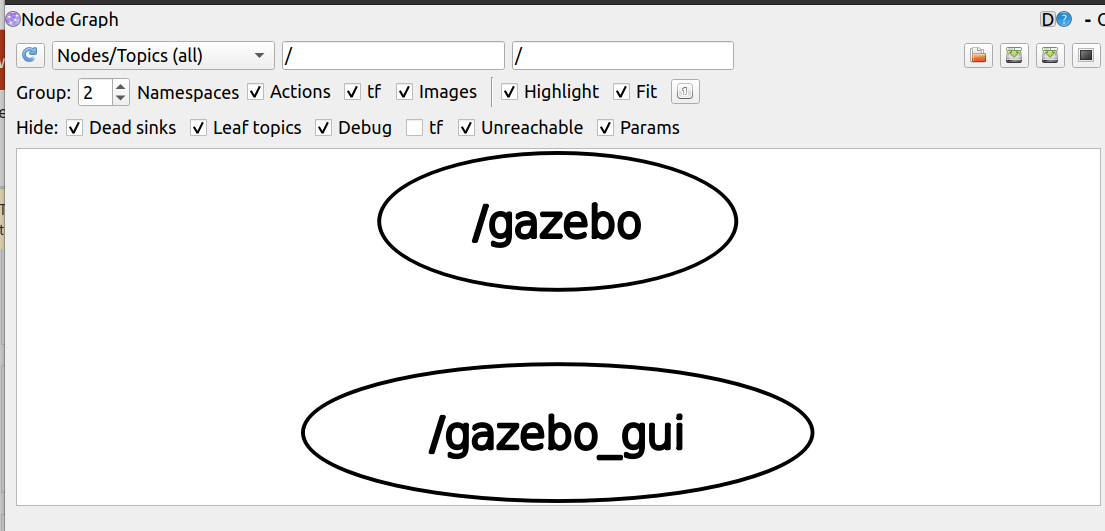 Node Graph D ? - C
Nodes/Topics (all) / /
Group: 2 Namespaces Actions tf Images Highlight Fit
Hide: Dead sinks Leaf topics Debug tf Unreachable Params
/gazebo
/gazebo_gui